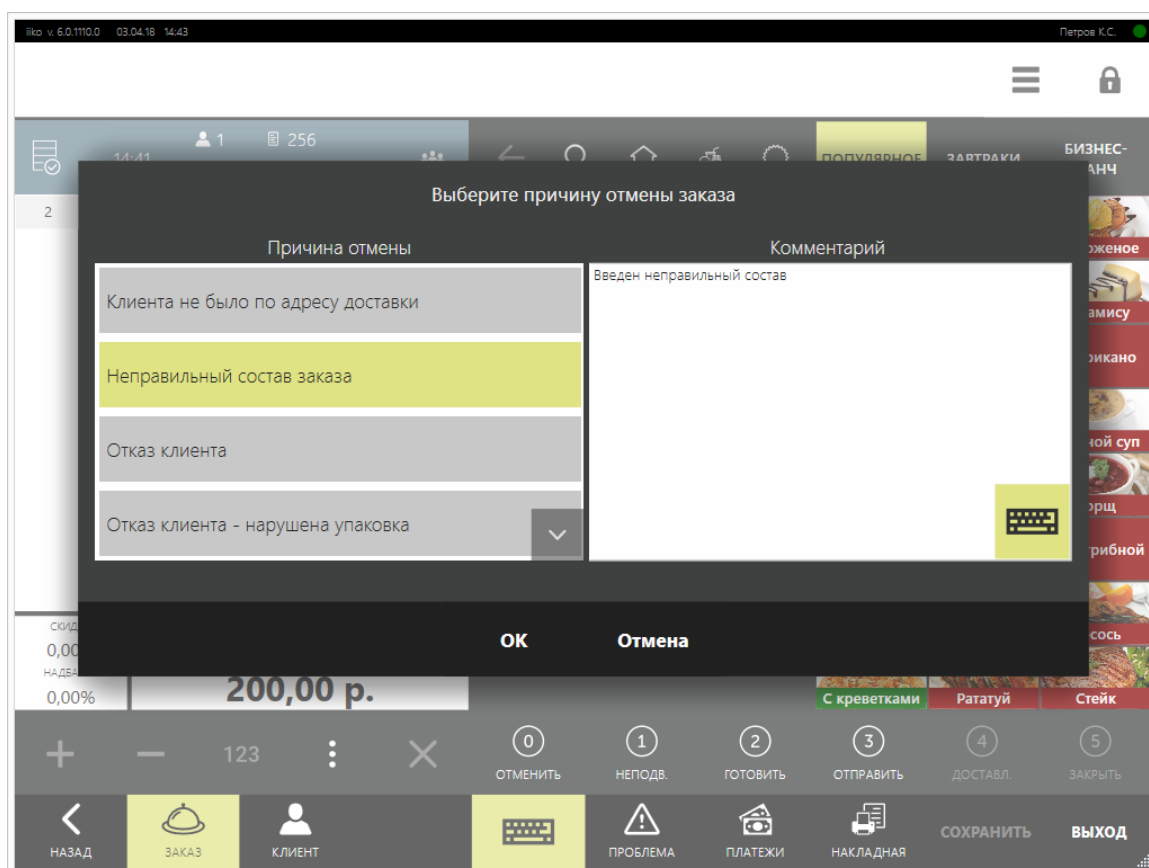 iiko v. 6.0.1110.0 03.04.18 14:43 Петров К.С.
14:41 1 256
ПОПУЛЯРНОЕ ЗАВТРАКИ БИЗНЕС-
2
Выберите причину отмены заказа
Причина отмены Комментарий
Клиента не было по адресу доставки
Неправильный состав заказа
Отказ клиента
Отказ клиента - нарушена упаковка
Введен неправильный состав
ОК Отмена
0,00%
200,00 р.
С креветками Рататуй Стейк
123
0 1 2 3 4 5
ОТМЕНИТЬ НЕПОДВ. ГОТОВИТЬ ОТПРАВИТЬ ДОСТАВЛ. ЗАКРЫТЬ
НАЗАД ЗАКАЗ КЛИЕНТ ПРОБЛЕМА ПЛАТЕЖИ НАКЛАДНАЯ СОХРАНИТЬ ВЫХОД